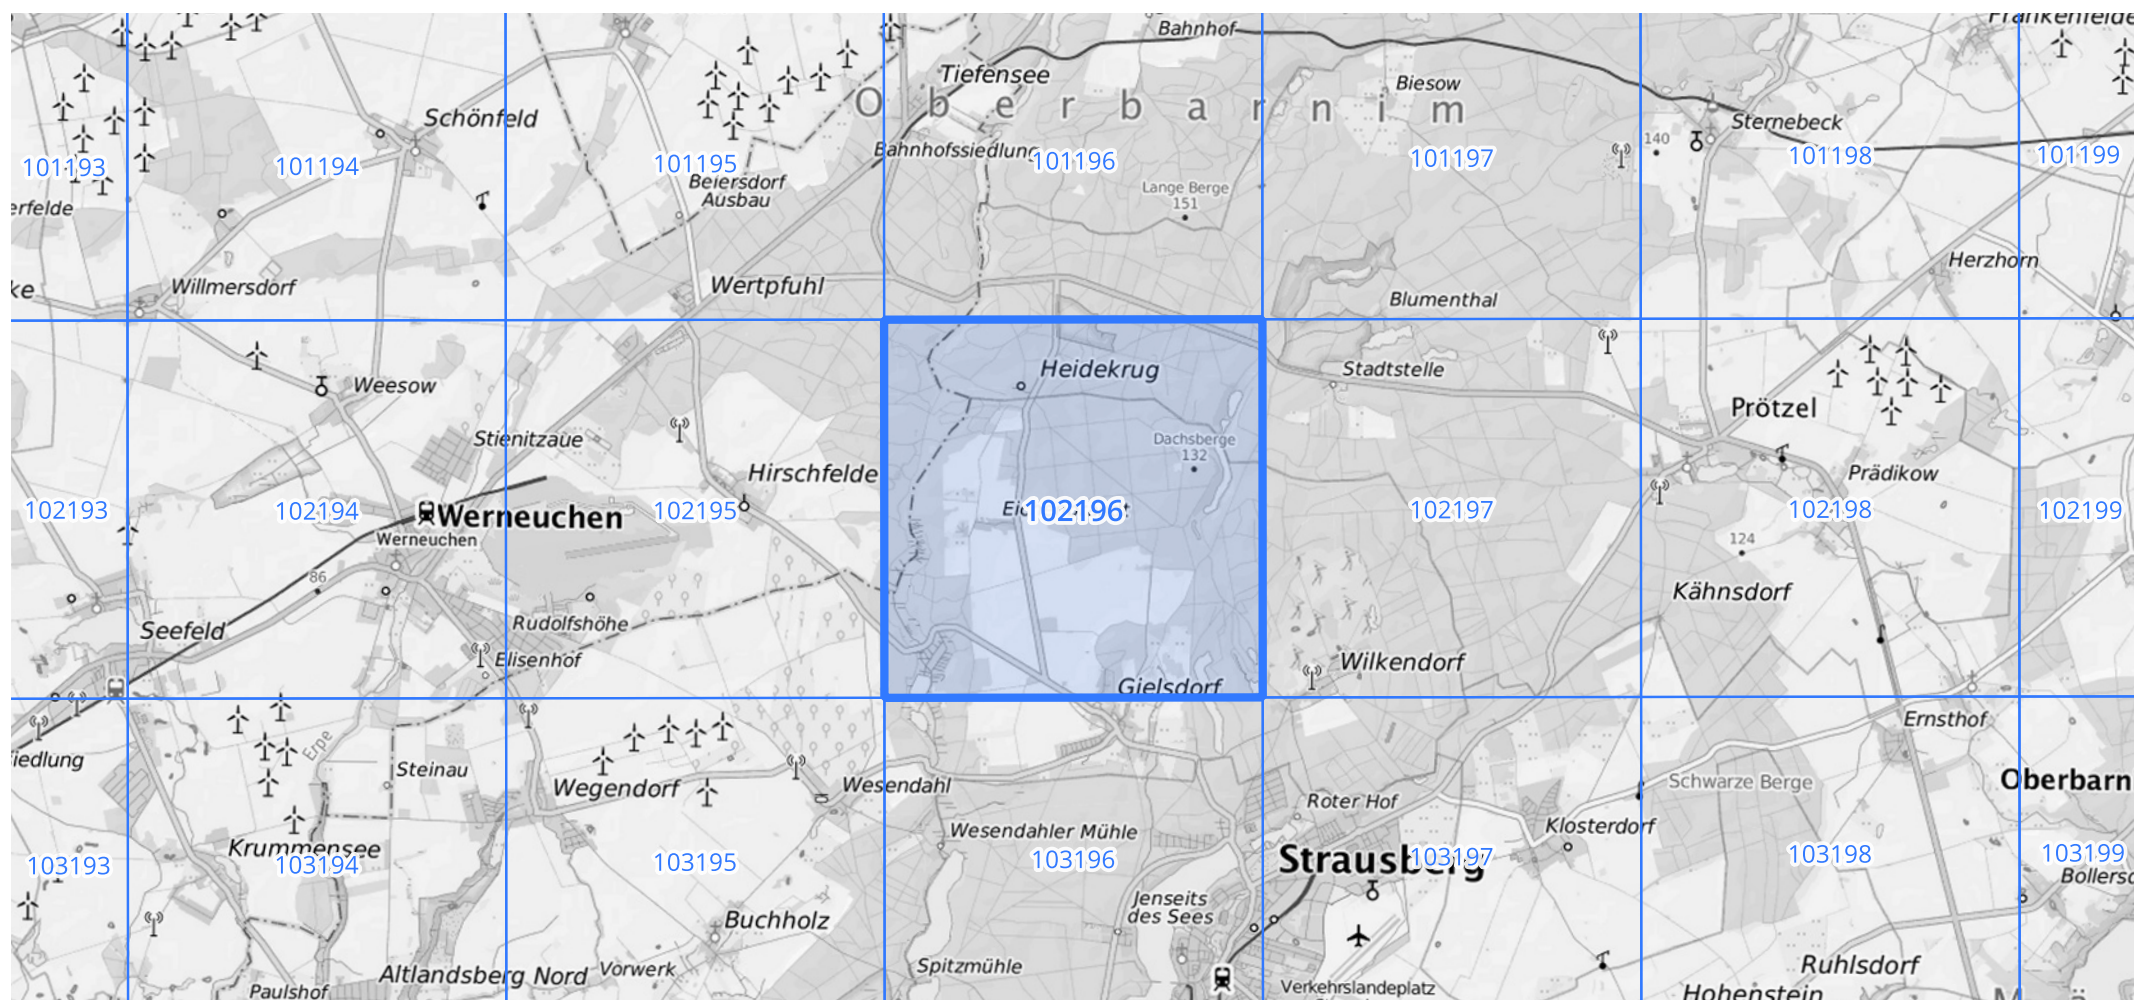 Frankenfelde
Bahnhof
Tiefensee
Biesow
Oberbarnim
Schönfeld
Sternebeck
140
Bahnhofssiedlung
101193
101194
101195
101196
101197
101198
101199
Beiersdorf
Ausbau
Lange Berge
151
erfelde
Herzhorn
Willmersdorf
Wertpfuhl
ke
Blumenthal
Heidekrug
Stadtstelle
Weesow
Prötzel
Stienitzaue
Dachsberge
132
Hirschfelde
Prädikow
102193
102194
102195
102196
102197
102198
102199
Werneuchen
Werneuchen
124
86
Kähnsdorf
Seefeld
Rudolfshöhe
Elisenhof
Wilkendorf
Gielsdorf
Ernsthof
iedlung
Erpe
Steinau
Wegendorf
Wesendahl
Schwarze Berge
Oberbarn
Roter Hof
Klosterdorf
Wesendahler Mühle
Krummensee
Strausberg
103193
103194
103195
103196
103197
103198
103199
Bollersd
Jenseits
des Sees
Buchholz
Altlandsberg Nord
Vorwerk
Spitzmühle
Ruhlsdorf
Paulshof
Verkehrslandeplatz
Hohenstein